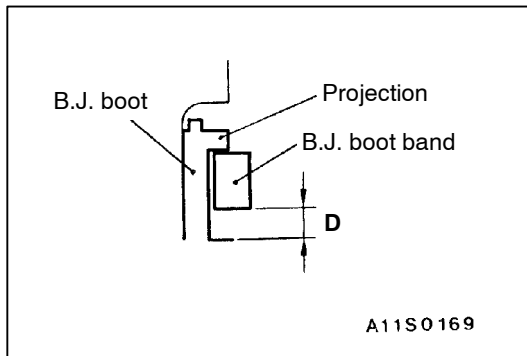 Projection
B.J. boot
B.J. boot band
D
A11S0169